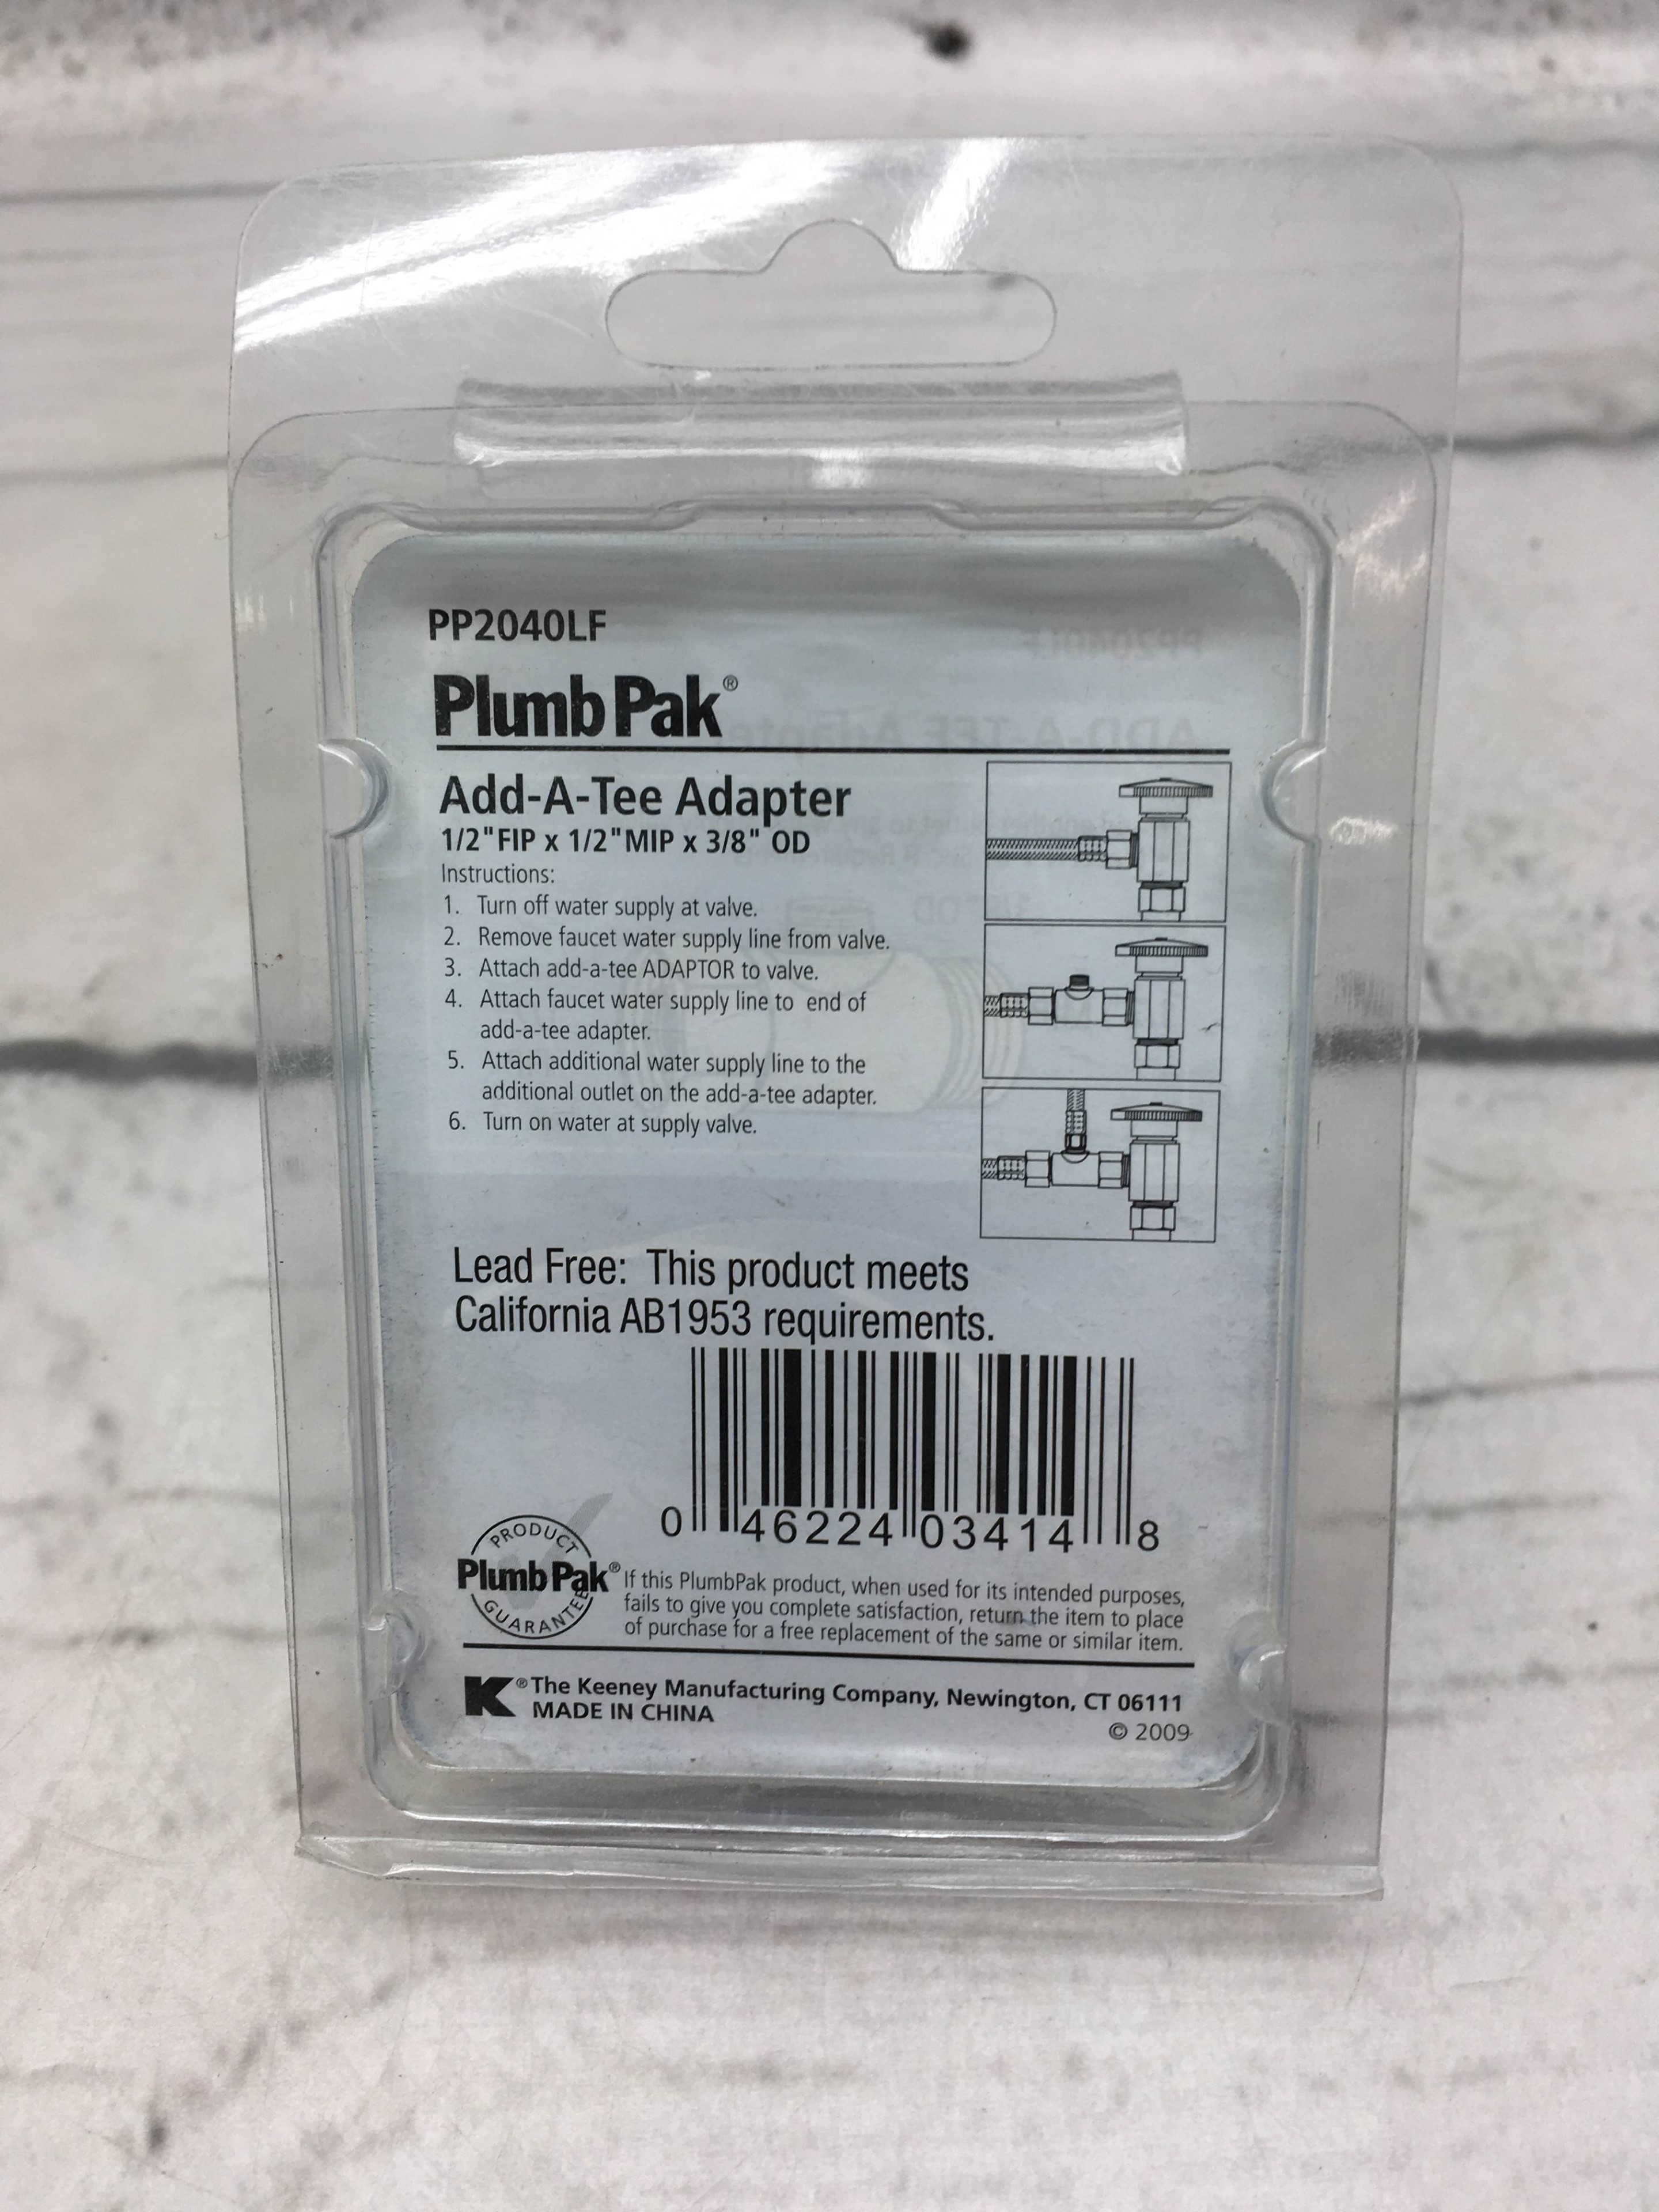 PP2040LF
Plumb Pak®
Add-A-Tee Adapter
1/2"FIP x 1/2"MIP x 3/8" OD
Instructions:
1. Turn off water supply at valve.
2. Remove faucet water supply line from valve.
3. Attach add-a-tee ADAPTOR to valve.
4. Attach faucet water supply line to end of
add-a-tee adapter.
5. Attach additional water supply line to the
additional outlet on the add-a-tee adapter.
6. Turn on water at supply valve.
Lead Free: This product meets
California AB1953 requirements.
0 46224 03414 8
PRODUCT
Plumb Pak®
GUARANTEE
If this PlumbPak product, when used for its intended purposes,
fails to give you complete satisfaction, return the item to place
of purchase for a free replacement of the same or similar item.
K® The Keeney Manufacturing Company, Newington, CT 06111
MADE IN CHINA
© 2009